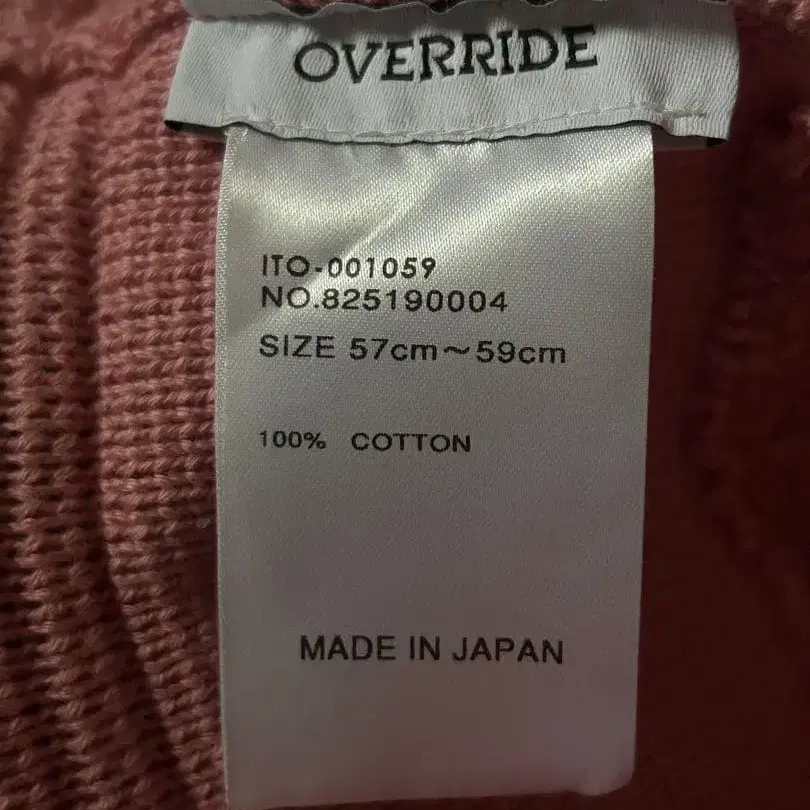 OVERRIDE
ITO-001059
NO.825190004
SIZE 57cm～59cm
100% COTTON
MADE IN JAPAN